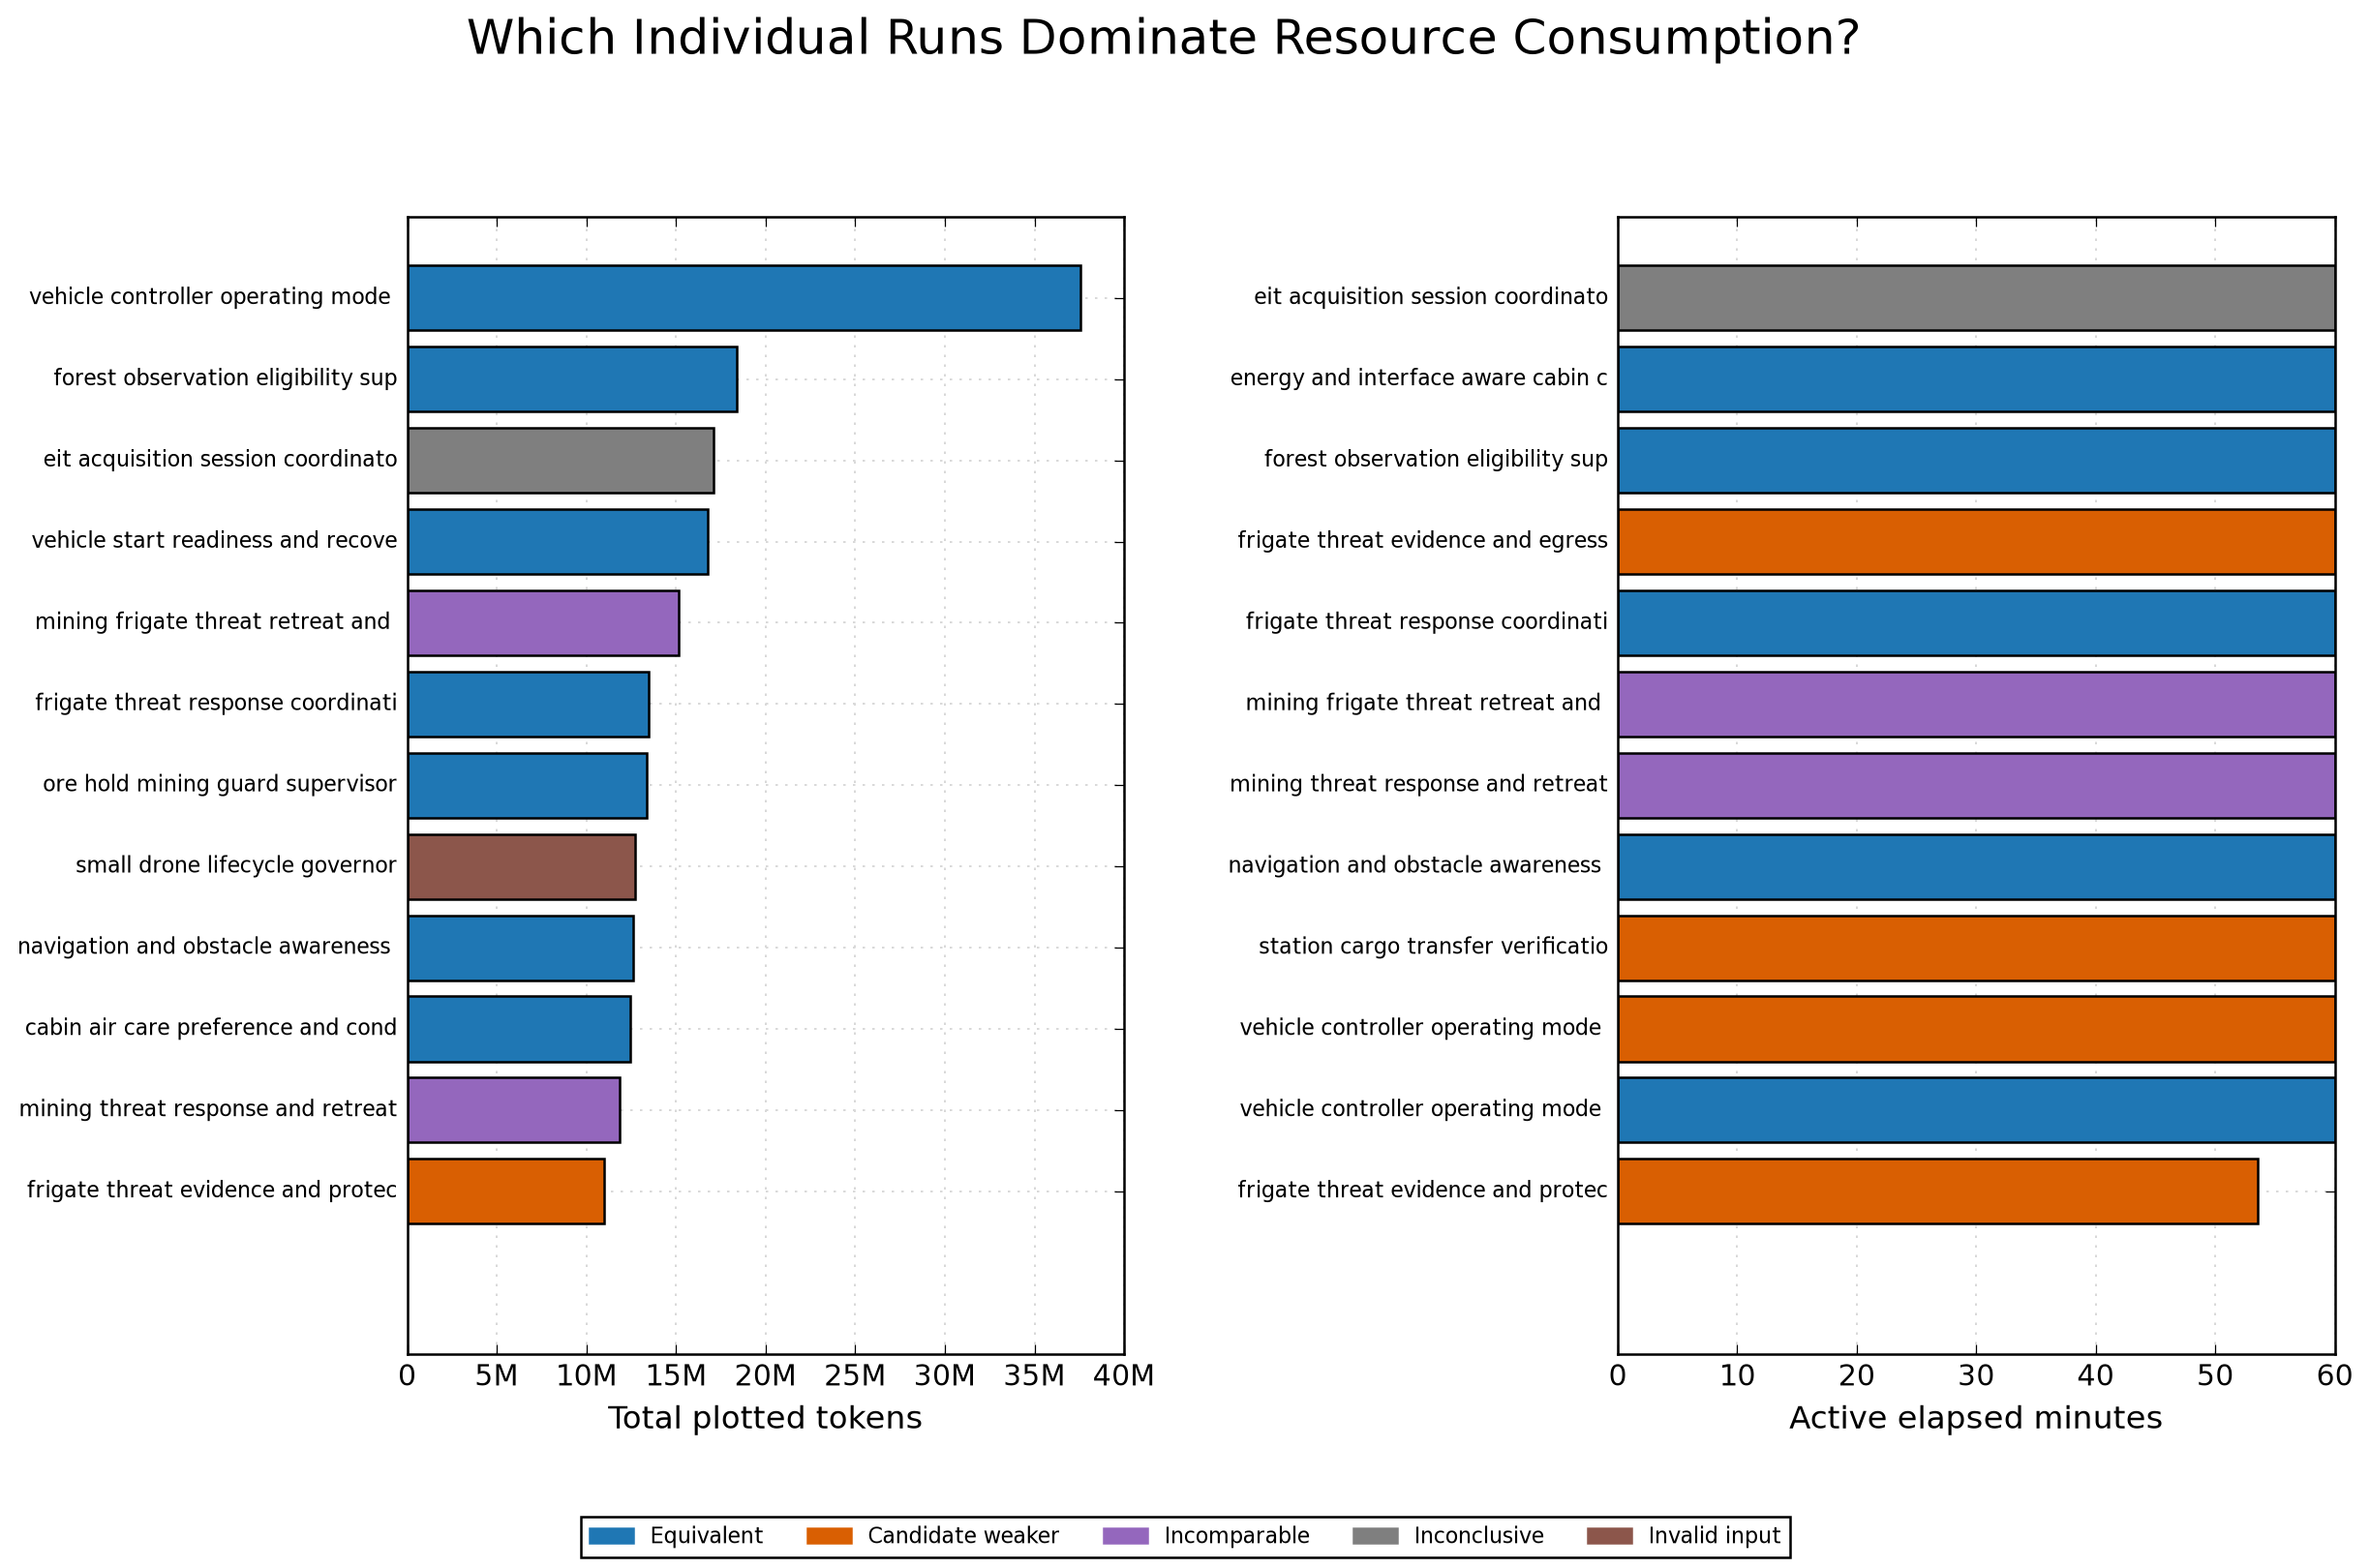 Which Individual Runs Dominate Resource Consumption?
vehicle controller operating mode
forest observation eligibility sup
eit acquisition session coordinato
vehicle start readiness and recove
mining frigate threat retreat and
frigate threat response coordinati
ore hold mining guard supervisor
small drone lifecycle governor
navigation and obstacle awareness
cabin air care preference and cond
mining threat response and retreat
frigate threat evidence and protec
0 5M 10M 15M 20M 25M 30M 35M 40M
Total plotted tokens
eit acquisition session coordinato
energy and interface aware cabin c
forest observation eligibility sup
frigate threat evidence and egress
frigate threat response coordinati
mining frigate threat retreat and
mining threat response and retreat
navigation and obstacle awareness
station cargo transfer verificatio
vehicle controller operating mode
vehicle controller operating mode
frigate threat evidence and protec
0 10 20 30 40 50 60
Active elapsed minutes
Equivalent Candidate weaker Incomparable Inconclusive Invalid input